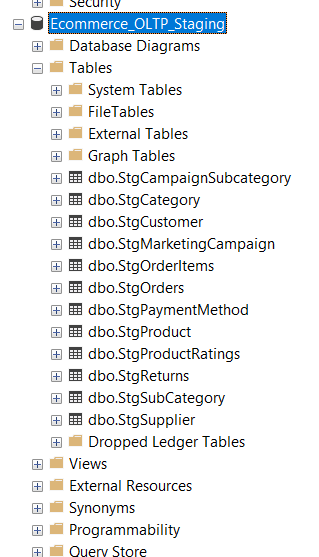 Security
Ecommerce_OLTP_Staging
Database Diagrams
Tables
System Tables
FileTables
External Tables
Graph Tables
dbo.StgCampaignSubcategory
dbo.StgCategory
dbo.StgCustomer
dbo.StgMarketingCampaign
dbo.StgOrderItems
dbo.StgOrders
dbo.StgPaymentMethod
dbo.StgProduct
dbo.StgProductRatings
dbo.StgReturns
dbo.StgSubCategory
dbo.StgSupplier
Dropped Ledger Tables
Views
External Resources
Synonyms
Programmability
Query Store